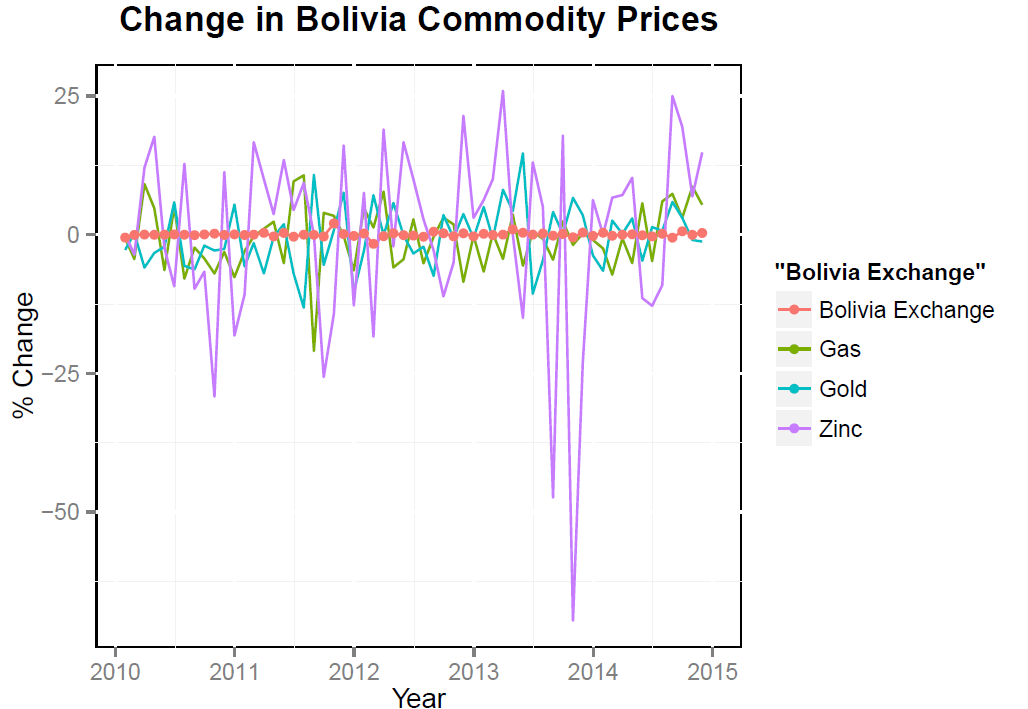 Change in Bolivia Commodity Prices
25
0
−25
−50
% Change
2010 2011 2012 2013 2014 2015
Year
"Bolivia Exchange"
Bolivia Exchange
Gas
Gold
Zinc